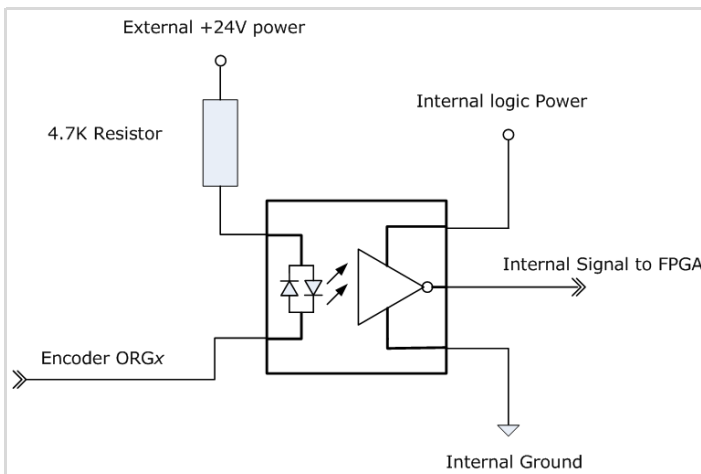 External +24V power
Internal logic Power
4.7K Resistor
Internal Signal to FPGA
Encoder ORGx
Internal Ground